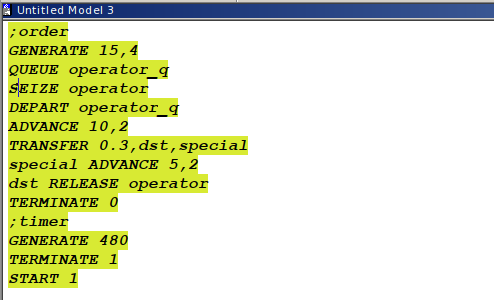 Untitled Model 3
;order
GENERATE 15,4
QUEUE operator_q
SEIZE operator
DEPART operator_q
ADVANCE 10,2
TRANSFER 0.3,dst,special
special ADVANCE 5,2
dst RELEASE operator
TERMINATE 0
;timer
GENERATE 480
TERMINATE 1
START 1